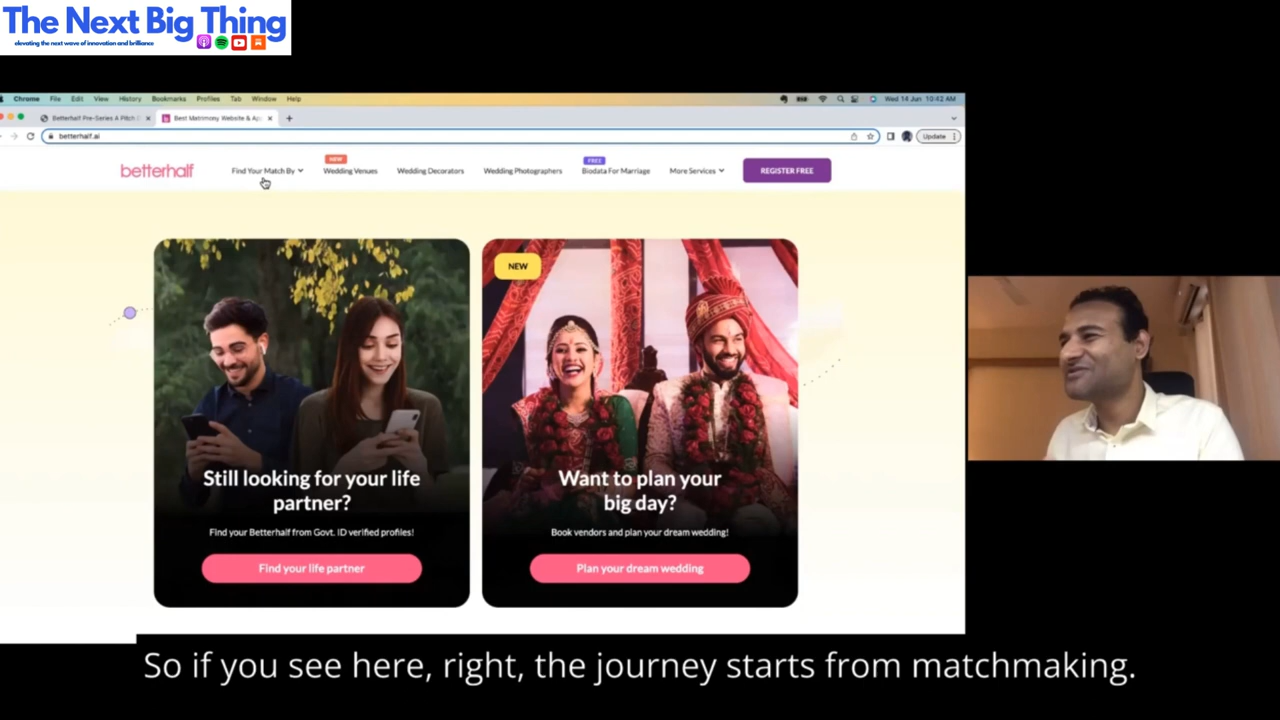 The Next Big Thing
elevating the next wave of innovation and brilliance
Chrome File Edit View History Bookmarks Profiles Tab Window Help
Wed 14 Jun 10:42 AM
Betterhalf Pre-Series A Pitch
Best Matrimony Website & Ap
betterhalf.ai
Update
betterhalf
Find Your Match By
NEW
Wedding Venues
Wedding Decorators
Wedding Photographers
FREE
Biodata For Marriage
More Services
REGISTER FREE
Still looking for your life
partner?
Find your Betterhalf from Govt. ID verified profiles!
Find your life partner
NEW
Want to plan your
big day?
Book vendors and plan your dream wedding!
Plan your dream wedding
So if you see here, right, the journey starts from matchmaking.